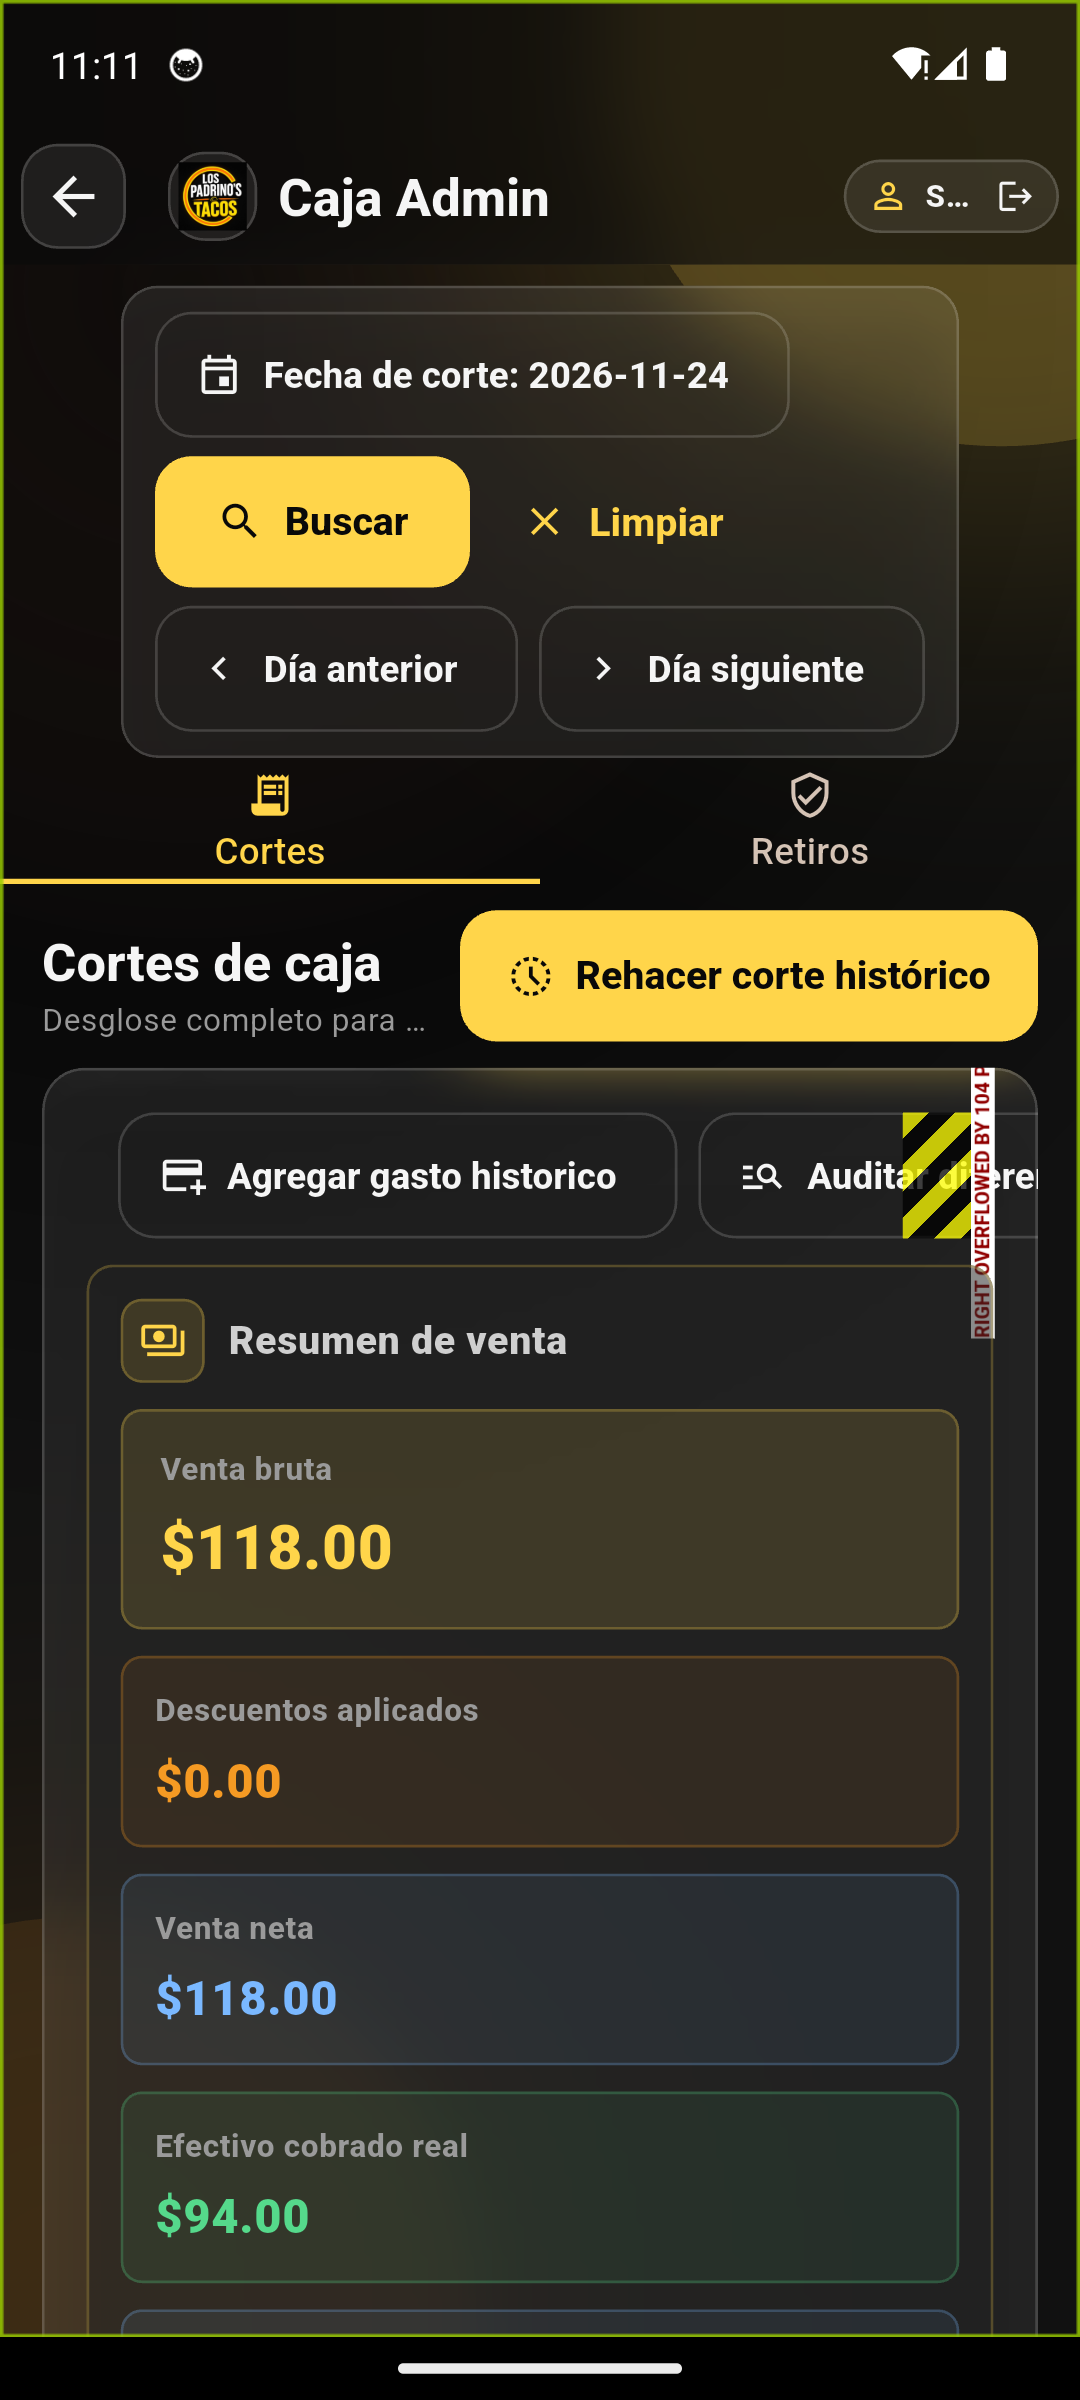 11:11
LOS
PADRINO'S
TACOS
Caja Admin
S...
Fecha de corte: 2026-11-24
Buscar
Limpiar
Día anterior
Día siguiente
Cortes
Retiros
Cortes de caja
Desglose completo para ...
Rehacer corte histórico
Agregar gasto historico
Auditar
RIGHT OVERFLOWED BY 104 P
Resumen de venta
Venta bruta
$118.00
Descuentos aplicados
$0.00
Venta neta
$118.00
Efectivo cobrado real
$94.00